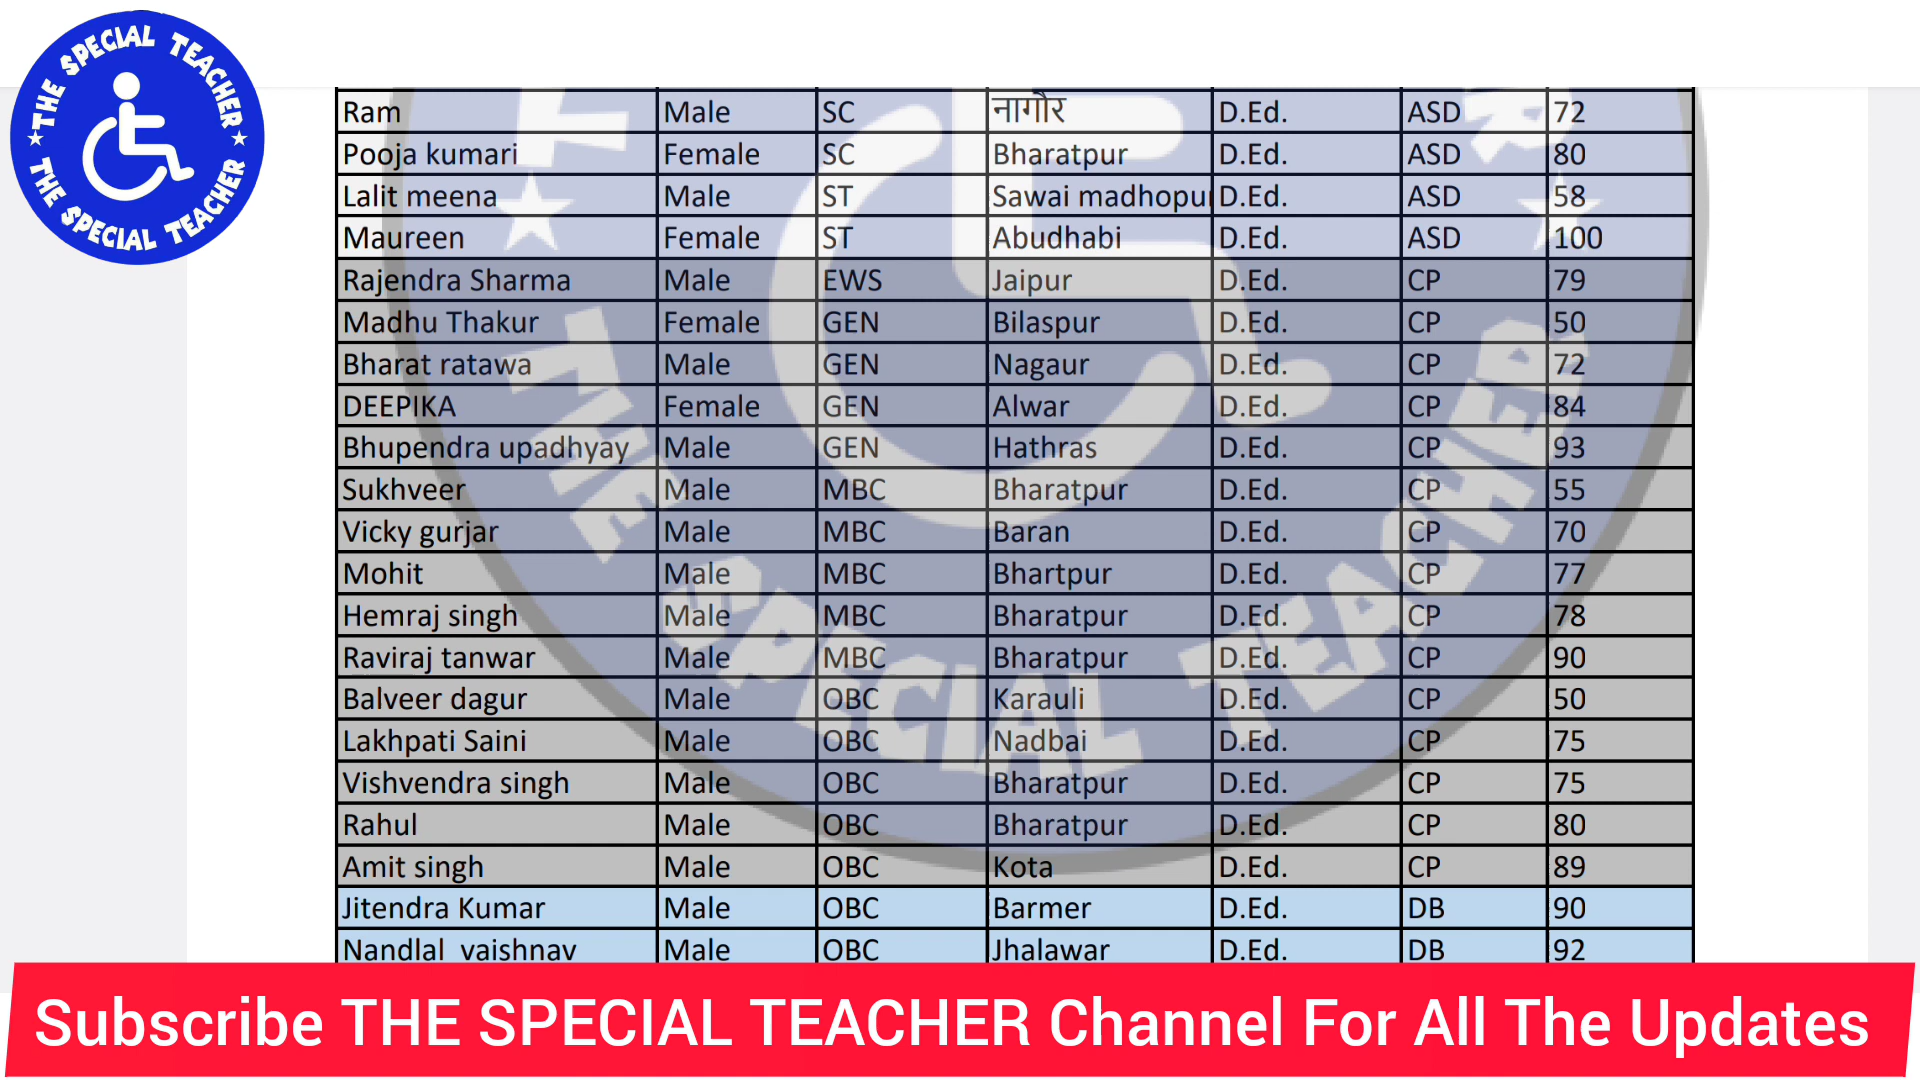 THE SPECIAL TEACHER
THE SPECIAL TEACHER
Ram Male SC नागौर D.Ed. ASD 72
Pooja kumari Female SC Bharatpur D.Ed. ASD 80
Lalit meena Male ST Sawai madhopur D.Ed. ASD 58
Maureen Female ST Abudhabi D.Ed. ASD 100
Rajendra Sharma Male EWS Jaipur D.Ed. CP 79
Madhu Thakur Female GEN Bilaspur D.Ed. CP 50
Bharat ratawa Male GEN Nagaur D.Ed. CP 72
DEEPIKA Female GEN Alwar D.Ed. CP 84
Bhupendra upadhyay Male GEN Hathras D.Ed. CP 93
Sukhveer Male MBC Bharatpur D.Ed. CP 55
Vicky gurjar Male MBC Baran D.Ed. CP 70
Mohit Male MBC Bhartpur D.Ed. CP 77
Hemraj singh Male MBC Bharatpur D.Ed. CP 78
Raviraj tanwar Male MBC Bharatpur D.Ed. CP 90
Balveer dagur Male OBC Karauli D.Ed. CP 50
Lakhpati Saini Male OBC Nadbai D.Ed. CP 75
Vishvendra singh Male OBC Bharatpur D.Ed. CP 75
Rahul Male OBC Bharatpur D.Ed. CP 80
Amit singh Male OBC Kota D.Ed. CP 89
Jitendra Kumar Male OBC Barmer D.Ed. DB 90
Nandlal vaishnav Male OBC Jhalawar D.Ed. DB 92
THE SPECIAL TEACHER
Subscribe THE SPECIAL TEACHER Channel For All The Updates